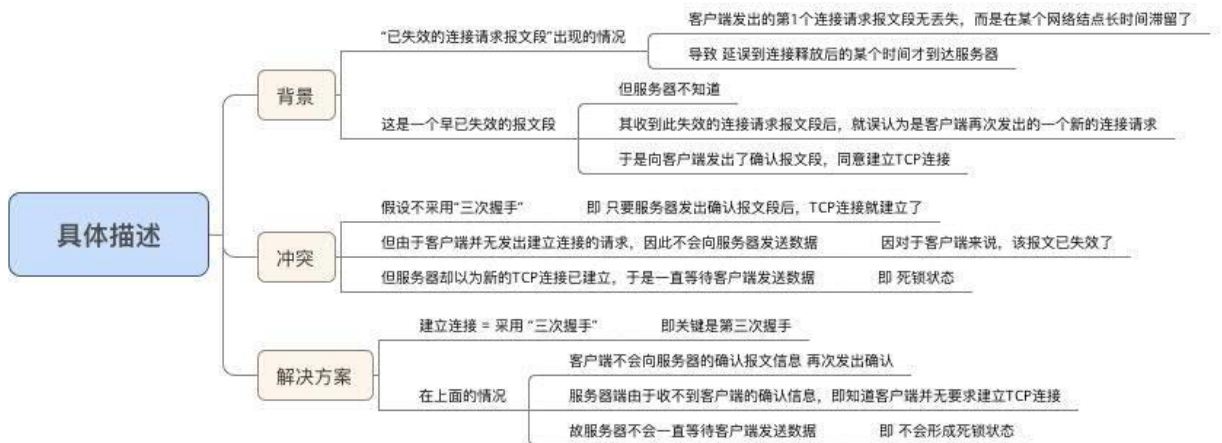 具体描述
背景
“已失效的连接请求报文段”出现的情况
客户端发出的第1个连接请求报文段无丢失，而是在某个网络结点长时间滞留了
导致 延误到连接释放后的某个时间才到达服务器
这是一个早已失效的报文段
但服务器不知道
其收到此失效的连接请求报文段后，就误认为是客户端再次发出的一个新的连接请求
于是向客户端发出了确认报文段，同意建立TCP连接
冲突
假设不采用“三次握手” 即 只要服务器发出确认报文段后，TCP连接就建立了
但由于客户端并无发出建立连接的请求，因此不会向服务器发送数据 因对于客户端来说，该报文已失效了
但服务器却以为新的TCP连接已建立，于是一直等待客户端发送数据 即 死锁状态
解决方案
建立连接 = 采用 “三次握手” 即关键是第三次握手
在上面的情况
客户端不会向服务器的确认报文信息 再次发出确认
服务器端由于收不到客户端的确认信息，即知道客户端并无要求建立TCP连接
故服务器不会一直等待客户端发送数据 即 不会形成死锁状态